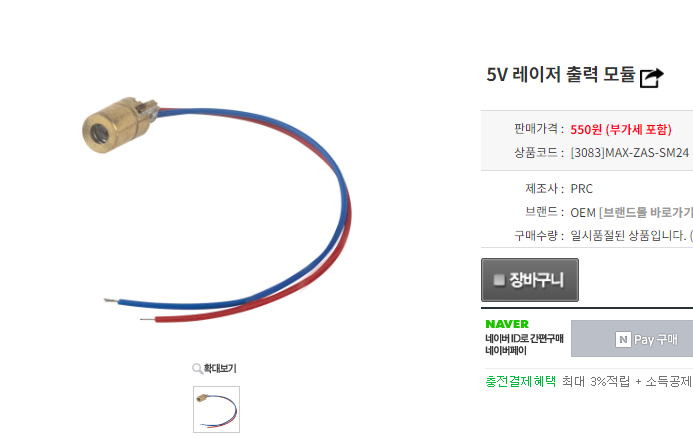 5V 레이저 출력 모듈
판매가격 : 550원 (부가세 포함)
상품코드 : [3083]MAX-ZAS-SM24
제조사 : PRC
브랜드 : OEM [브랜드몰 바로가기
구매수량 : 일시품절된 상품입니다. (
장바구니
NAVER
네이버 ID로 간편구매
네이버페이
N Pay 구매
충전결제혜택 최대 3%적립 + 소득공제
확대보기